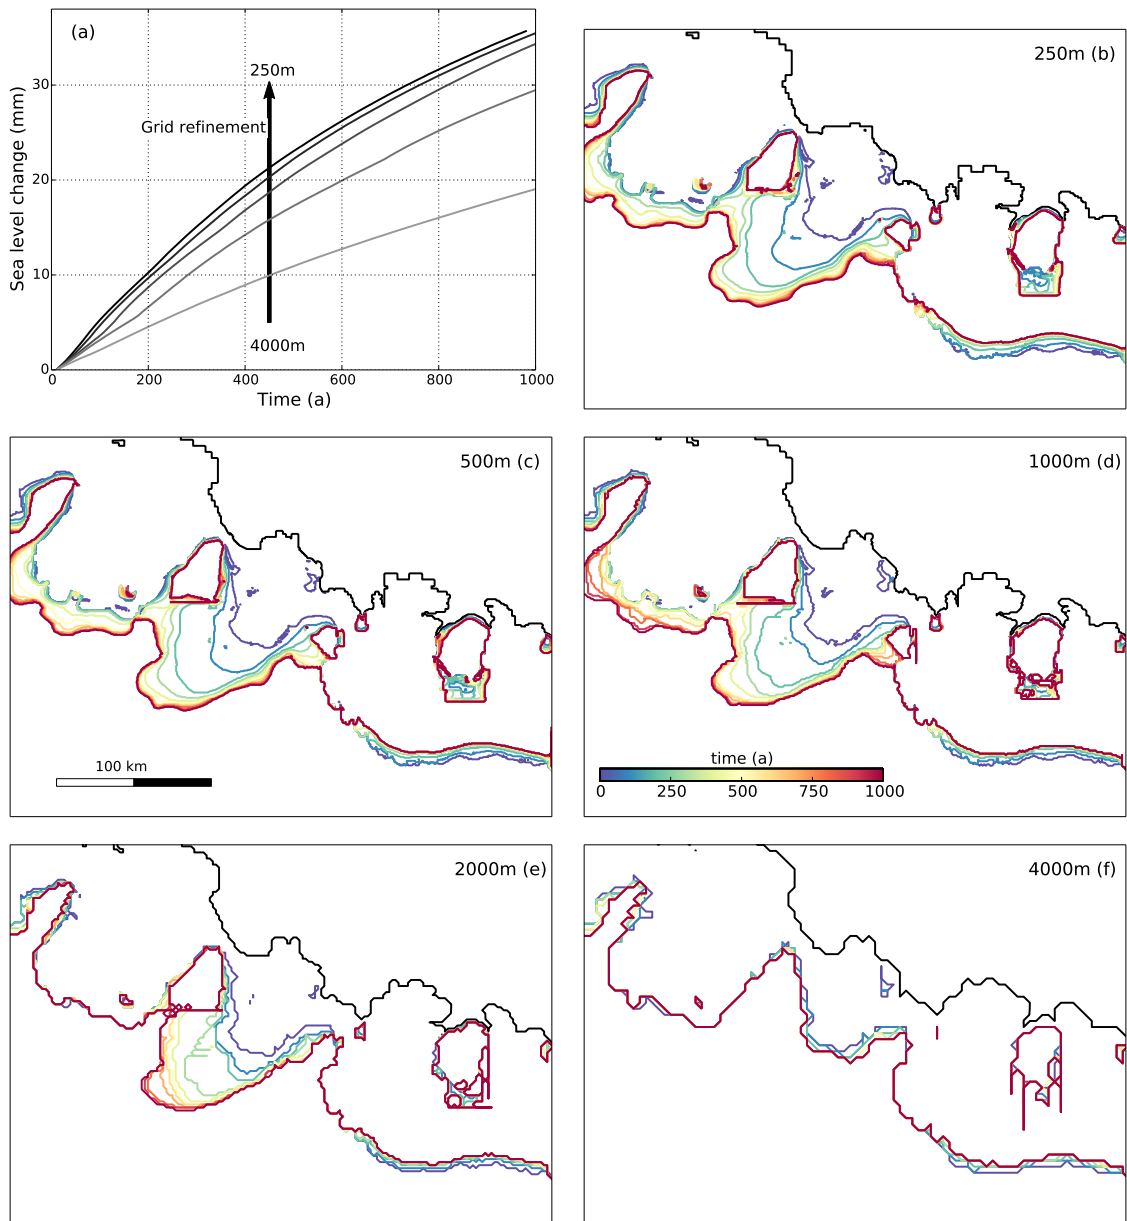 (a)
250m
Grid refinement
4000m
Sea level change (mm)
30
20
10
0
200
400
600
800
1000
Time (a)
250m (b)
500m (c)
100 km
1000m (d)
time (a)
0 250 500 750 1000
2000m (e)
4000m (f)